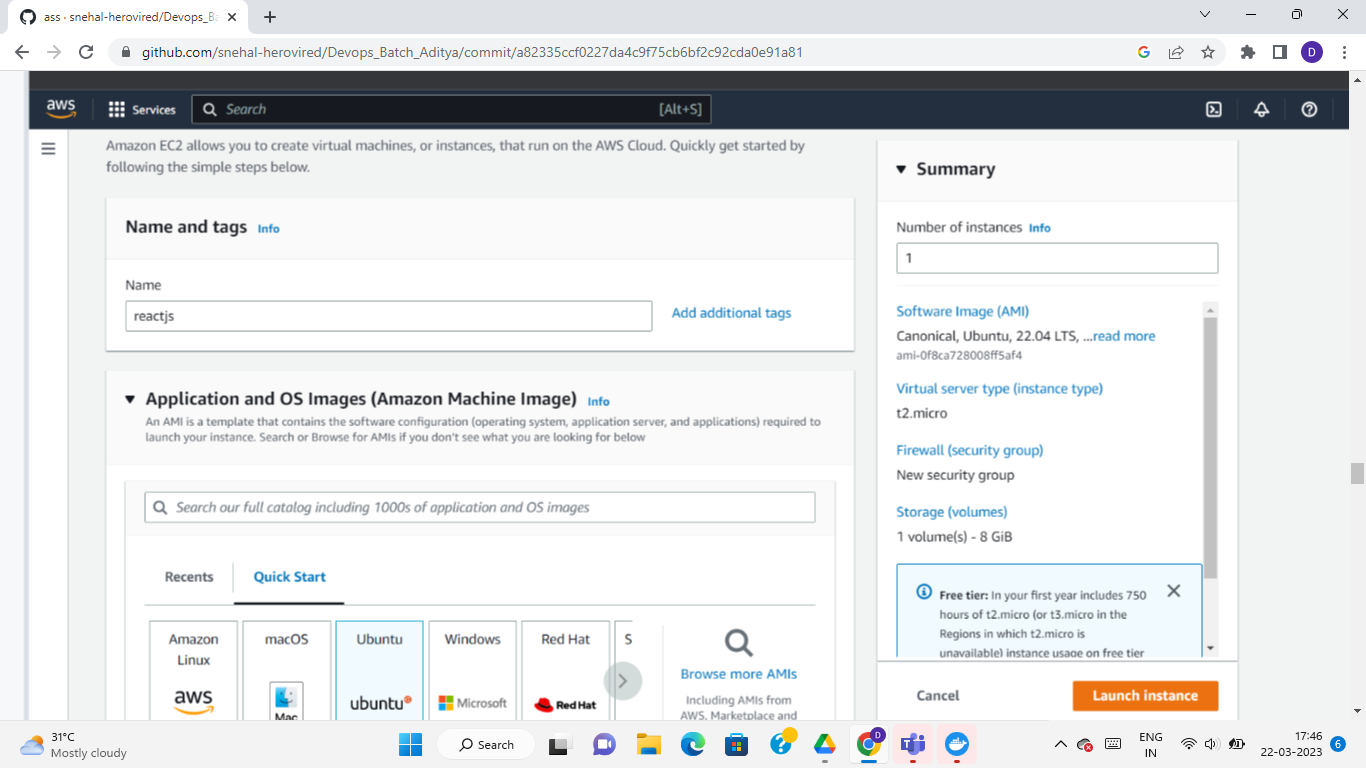 ass · snehal-herovired/Devops_Ba
github.com/snehal-herovired/Devops_Batch_Aditya/commit/a82335ccf0227da4c9f75cb6bf2c92cda0e91a81
D
aws
Services
Search
[Alt+S]
Amazon EC2 allows you to create virtual machines, or instances, that run on the AWS Cloud. Quickly get started by
following the simple steps below.
Name and tags Info
Name
reactjs
Add additional tags
Application and OS Images (Amazon Machine Image) Info
An AMI is a template that contains the software configuration (operating system, application server, and applications) required to
launch your instance. Search or Browse for AMIs if you don't see what you are looking for below
Search our full catalog including 1000s of application and OS images
Recents
Quick Start
Amazon
Linux
aws
macOS
Mac
Ubuntu
ubuntu
Windows
Microsoft
Red Hat
Red Hat
S
Browse more AMIs
Including AMIs from
AWS, Marketplace and
Summary
Number of instances Info
1
Software Image (AMI)
Canonical, Ubuntu, 22.04 LTS, ...read more
ami-0f8ca728008ff5af4
Virtual server type (instance type)
t2.micro
Firewall (security group)
New security group
Storage (volumes)
1 volume(s) - 8 GiB
Free tier: In your first year includes 750
hours of t2.micro (or t3.micro in the
Regions in which t2.micro is
unavailable) instance usage on free tier
Cancel
Launch instance
31°C
Mostly cloudy
Search
D
ENG
IN
17:46
22-03-2023
6